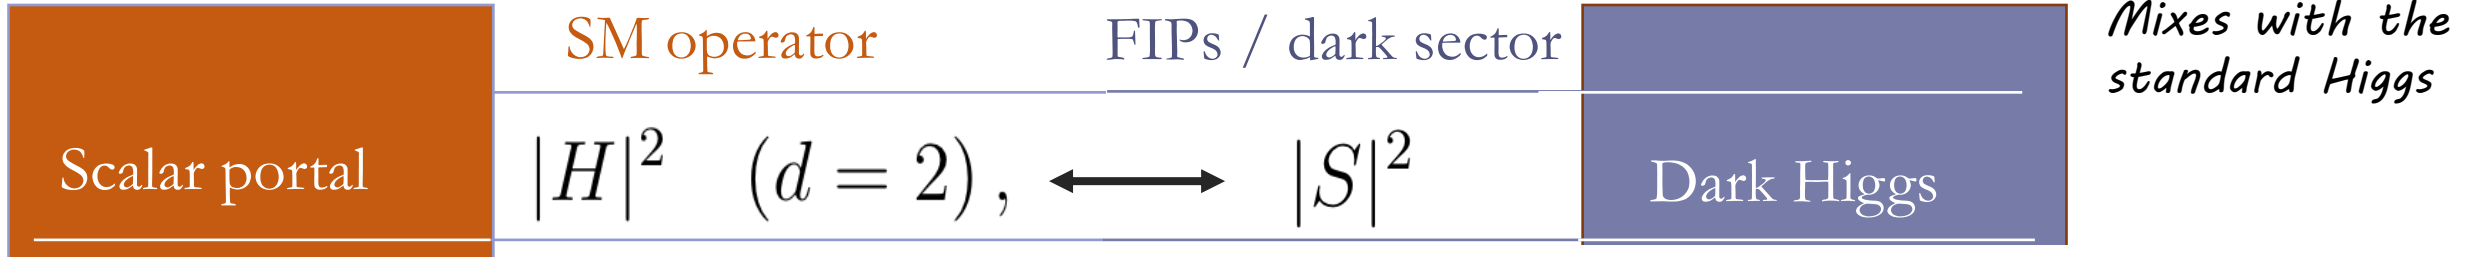 SM operator FIPs / dark sector
Mixes with the
standard Higgs
Scalar portal |H|² (d = 2), ⟷ |S|² Dark Higgs